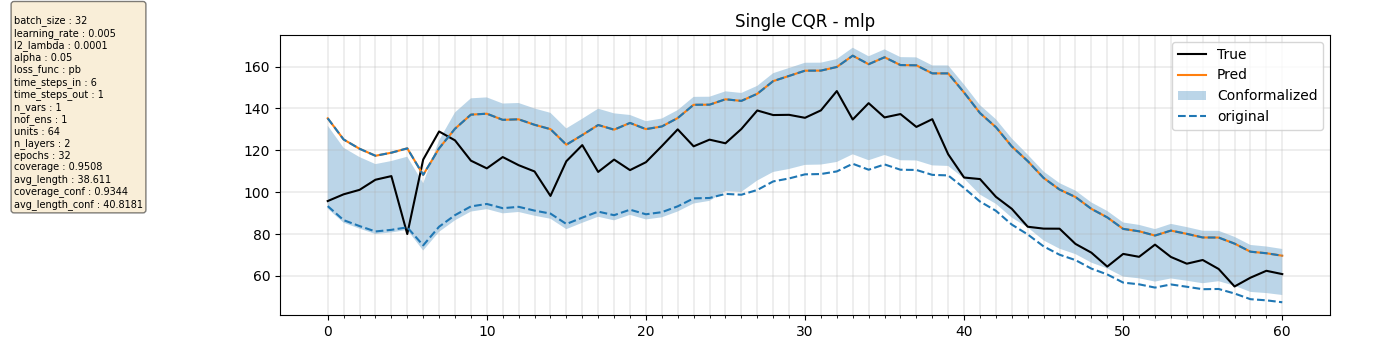 batch_size : 32
learning_rate : 0.005
l2_lambda : 0.0001
alpha : 0.05
loss_func : pb
time_steps_in : 6
time_steps_out : 1
n_vars : 1
nof_ens : 1
units : 64
n_layers : 2
epochs : 32
coverage : 0.9508
avg_length : 38.611
coverage_conf : 0.9344
avg_length_conf : 40.8181
Single CQR - mlp
160
140
120
100
80
60
0 10 20 30 40 50 60
True
Pred
Conformalized
original